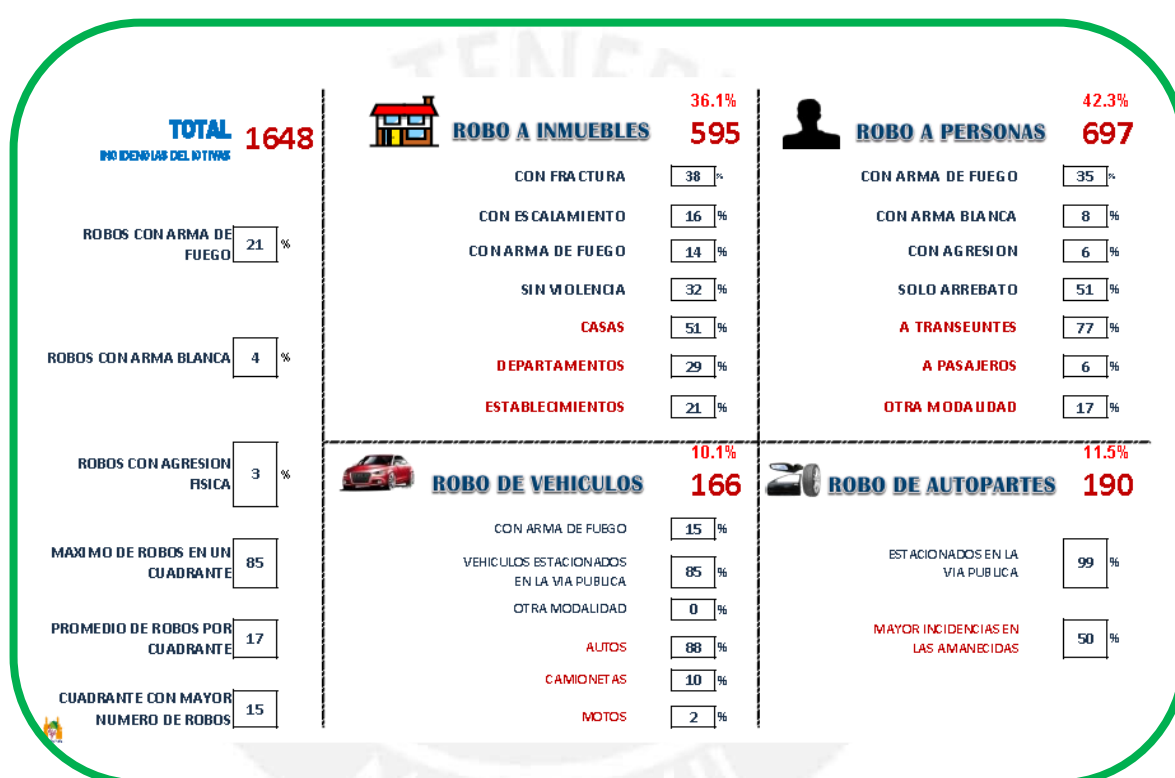 TENEB
TOTAL 1648
INCIDENCIAS DELICTIVAS
ROBOS CON ARMA DE
FUEGO 21 %
ROBOS CON ARMA BLANCA 4 %
ROBOS CON AGRESION
FISICA 3 %
MAXIMO DE ROBOS EN UN
CUADRANTE 85
PROMEDIO DE ROBOS POR
CUADRANTE 17
CUADRANTE CON MAYOR
NUMERO DE ROBOS 15
36.1%
ROBO A INMUEBLES 595
CON FRACTURA 38 %
CON ESCALAMIENTO 16 %
CON ARMA DE FUEGO 14 %
SIN VIOLENCIA 32 %
CASAS 51 %
DEPARTAMENTOS 29 %
ESTABLECIMIENTOS 21 %
42.3%
ROBO A PERSONAS 697
CON ARMA DE FUEGO 35 %
CON ARMA BLANCA 8 %
CON AGRESION 6 %
SOLO ARREBATO 51 %
A TRANSEUNTES 77 %
A PASAJEROS 6 %
OTRA MODALIDAD 17 %
10.1%
ROBO DE VEHICULOS 166
CON ARMA DE FUEGO 15 %
VEHICULOS ESTACIONADOS
EN LA VIA PUBLICA 85 %
OTRA MODALIDAD 0 %
AUTOS 88 %
CAMIONETAS 10 %
MOTOS 2 %
11.5%
ROBO DE AUTOPARTES 190
ESTACIONADOS EN LA
VIA PUBLICA 99 %
MAYOR INCIDENCIAS EN
LAS AMANECIDAS 50 %